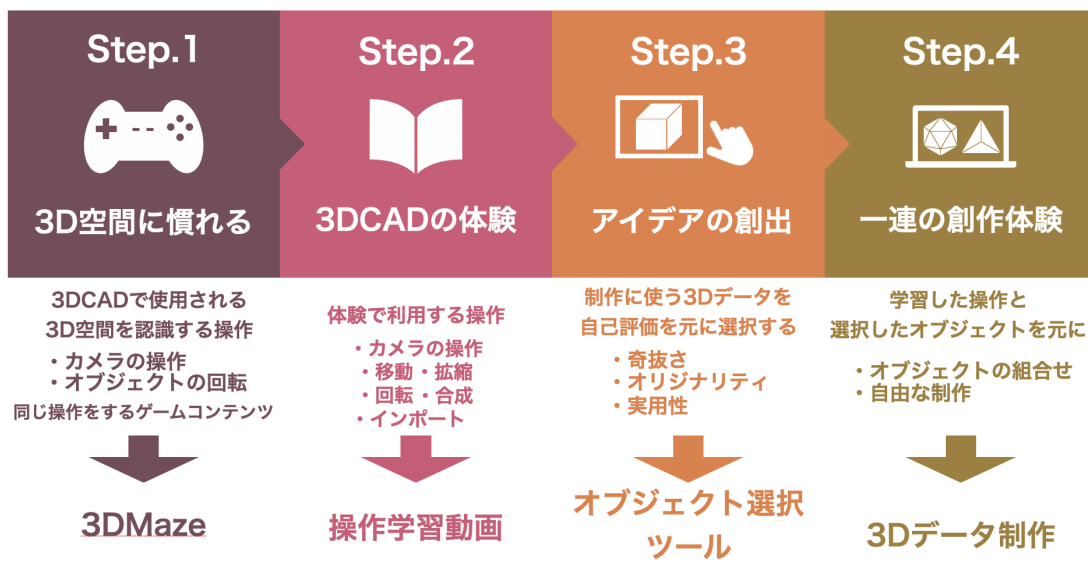 Step.1
3D空間に慣れる
3DCADで使用される
3D空間を認識する操作
・カメラの操作
・オブジェクトの回転
同じ操作をするゲームコンテンツ
3DMaze
Step.2
3DCADの体験
体験で利用する操作
・カメラの操作
・移動・拡縮
・回転・合成
・インポート
操作学習動画
Step.3
アイデアの創出
制作に使う3Dデータを
自己評価を元に選択する
・奇抜さ
・オリジナリティ
・実用性
オブジェクト選択
ツール
Step.4
一連の創作体験
学習した操作と
選択したオブジェクトを元に
・オブジェクトの組合せ
・自由な制作
3Dデータ制作